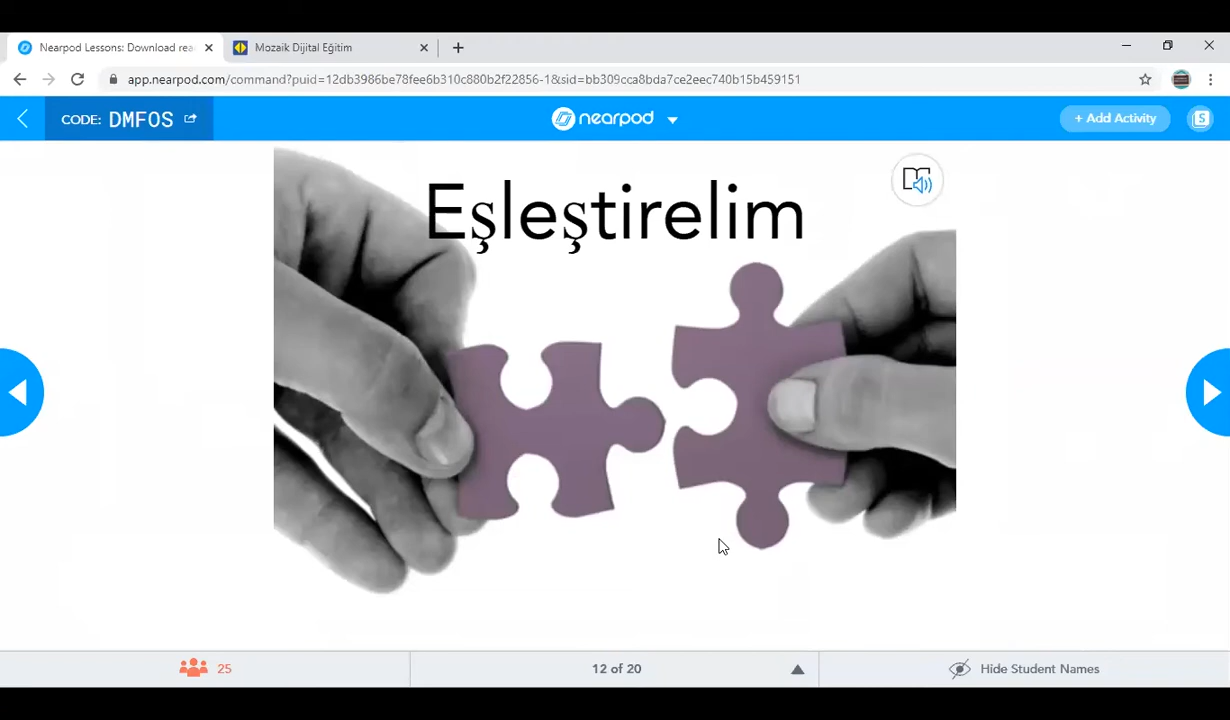 Nearpod Lessons: Download rea
Mozaik Dijital Eğitim
app.nearpod.com/command?puid=12db3986be78fee6b310c880b2f22856-1&sid=bb309cca8bda7ce2eec740b15b459151
CODE: DMFOS
nearpod
+ Add Activity
S
Eşleştirelim
25
12 of 20
Hide Student Names